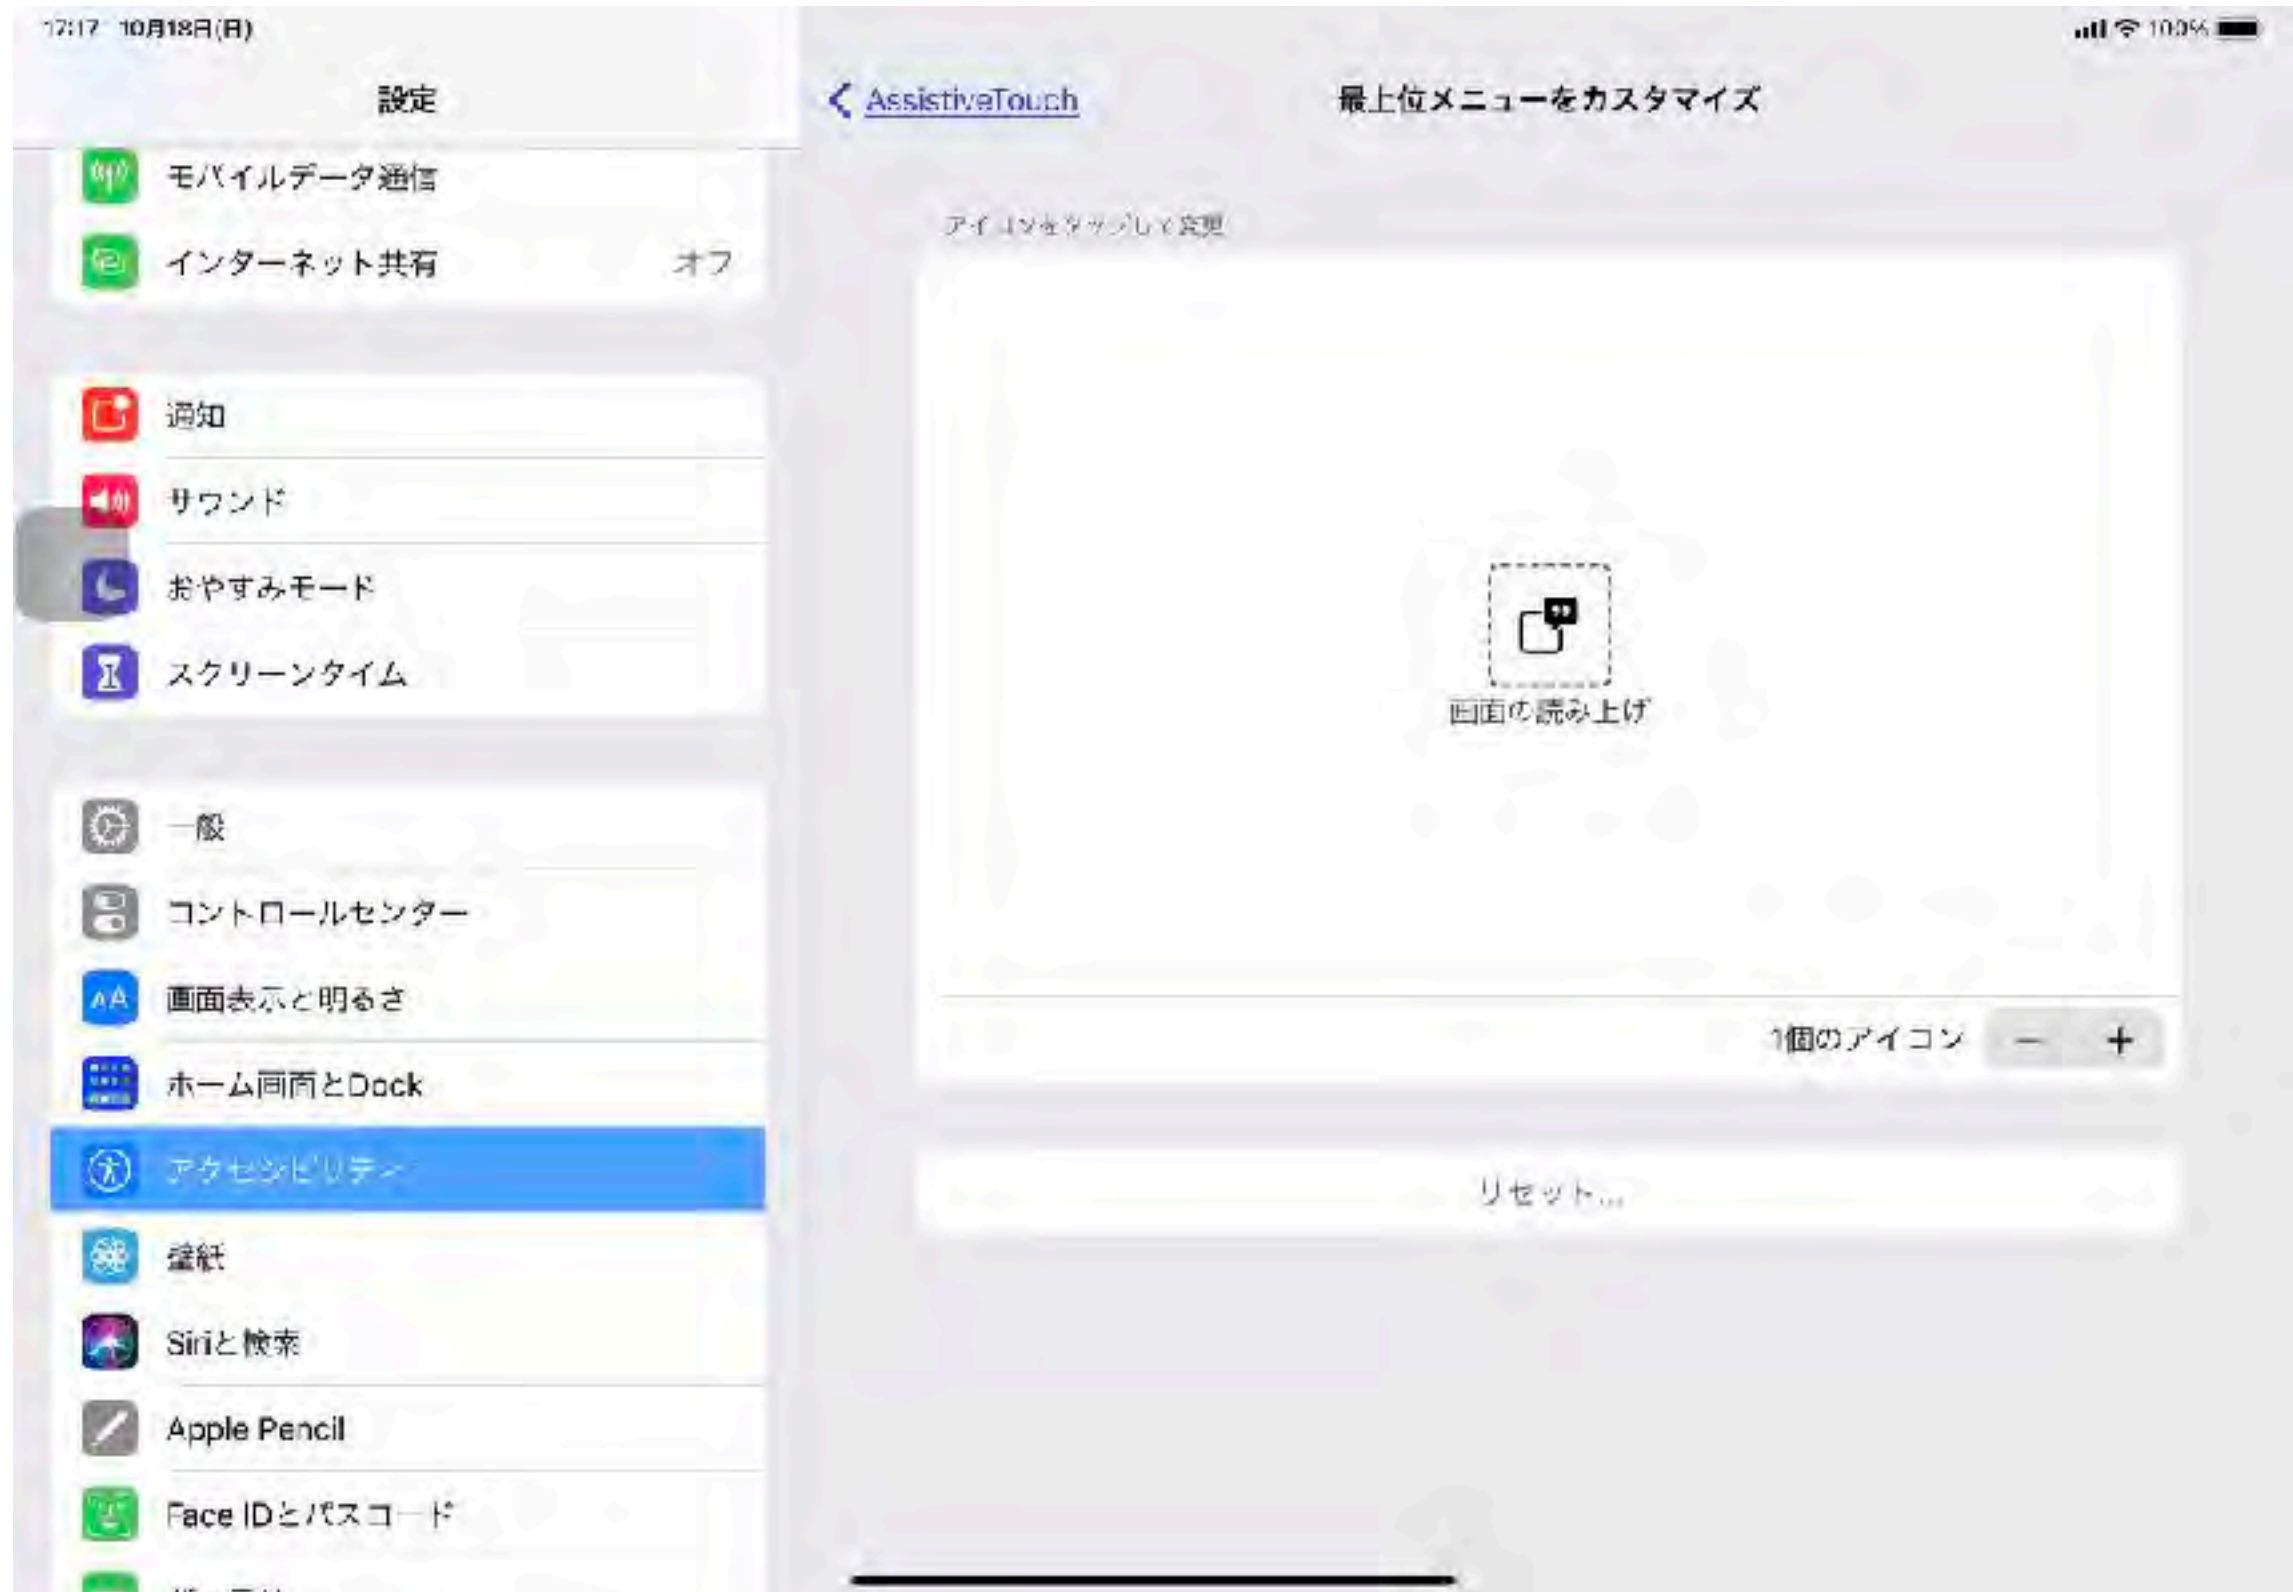 17:17 10月18日(日)
100%
設定
モバイルデータ通信
インターネット共有 オフ
通知
サウンド
おやすみモード
スクリーンタイム
一般
コントロールセンター
AA 画面表示と明るさ
ホーム画面とDock
アクセシビリティ
壁紙
Siriと検索
Apple Pencil
Face IDとパスコード
AssistiveTouch
最上位メニューをカスタマイズ
アイコンをタップして変更
画面の読み上げ
1個のアイコン − +
リセット...